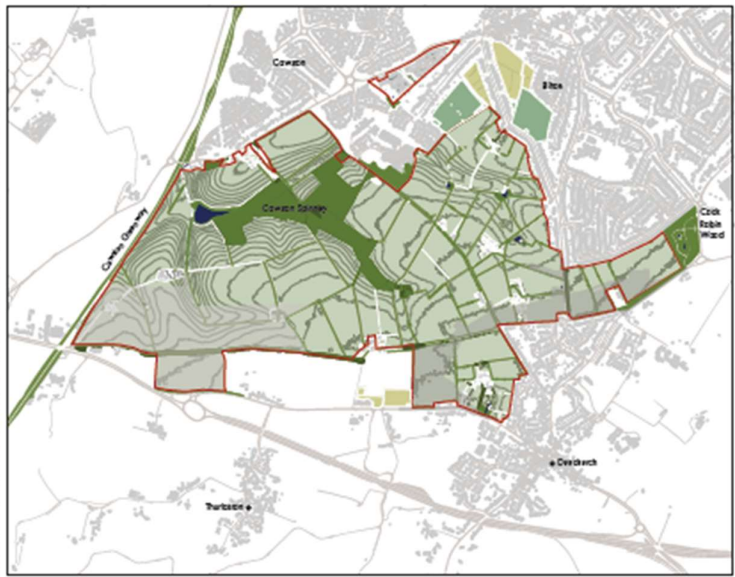 Cawston
Bilton
Cock
Robin
Wood
Cawston Spinney
Cawston Greenway
Dunchurch
Thurlaston